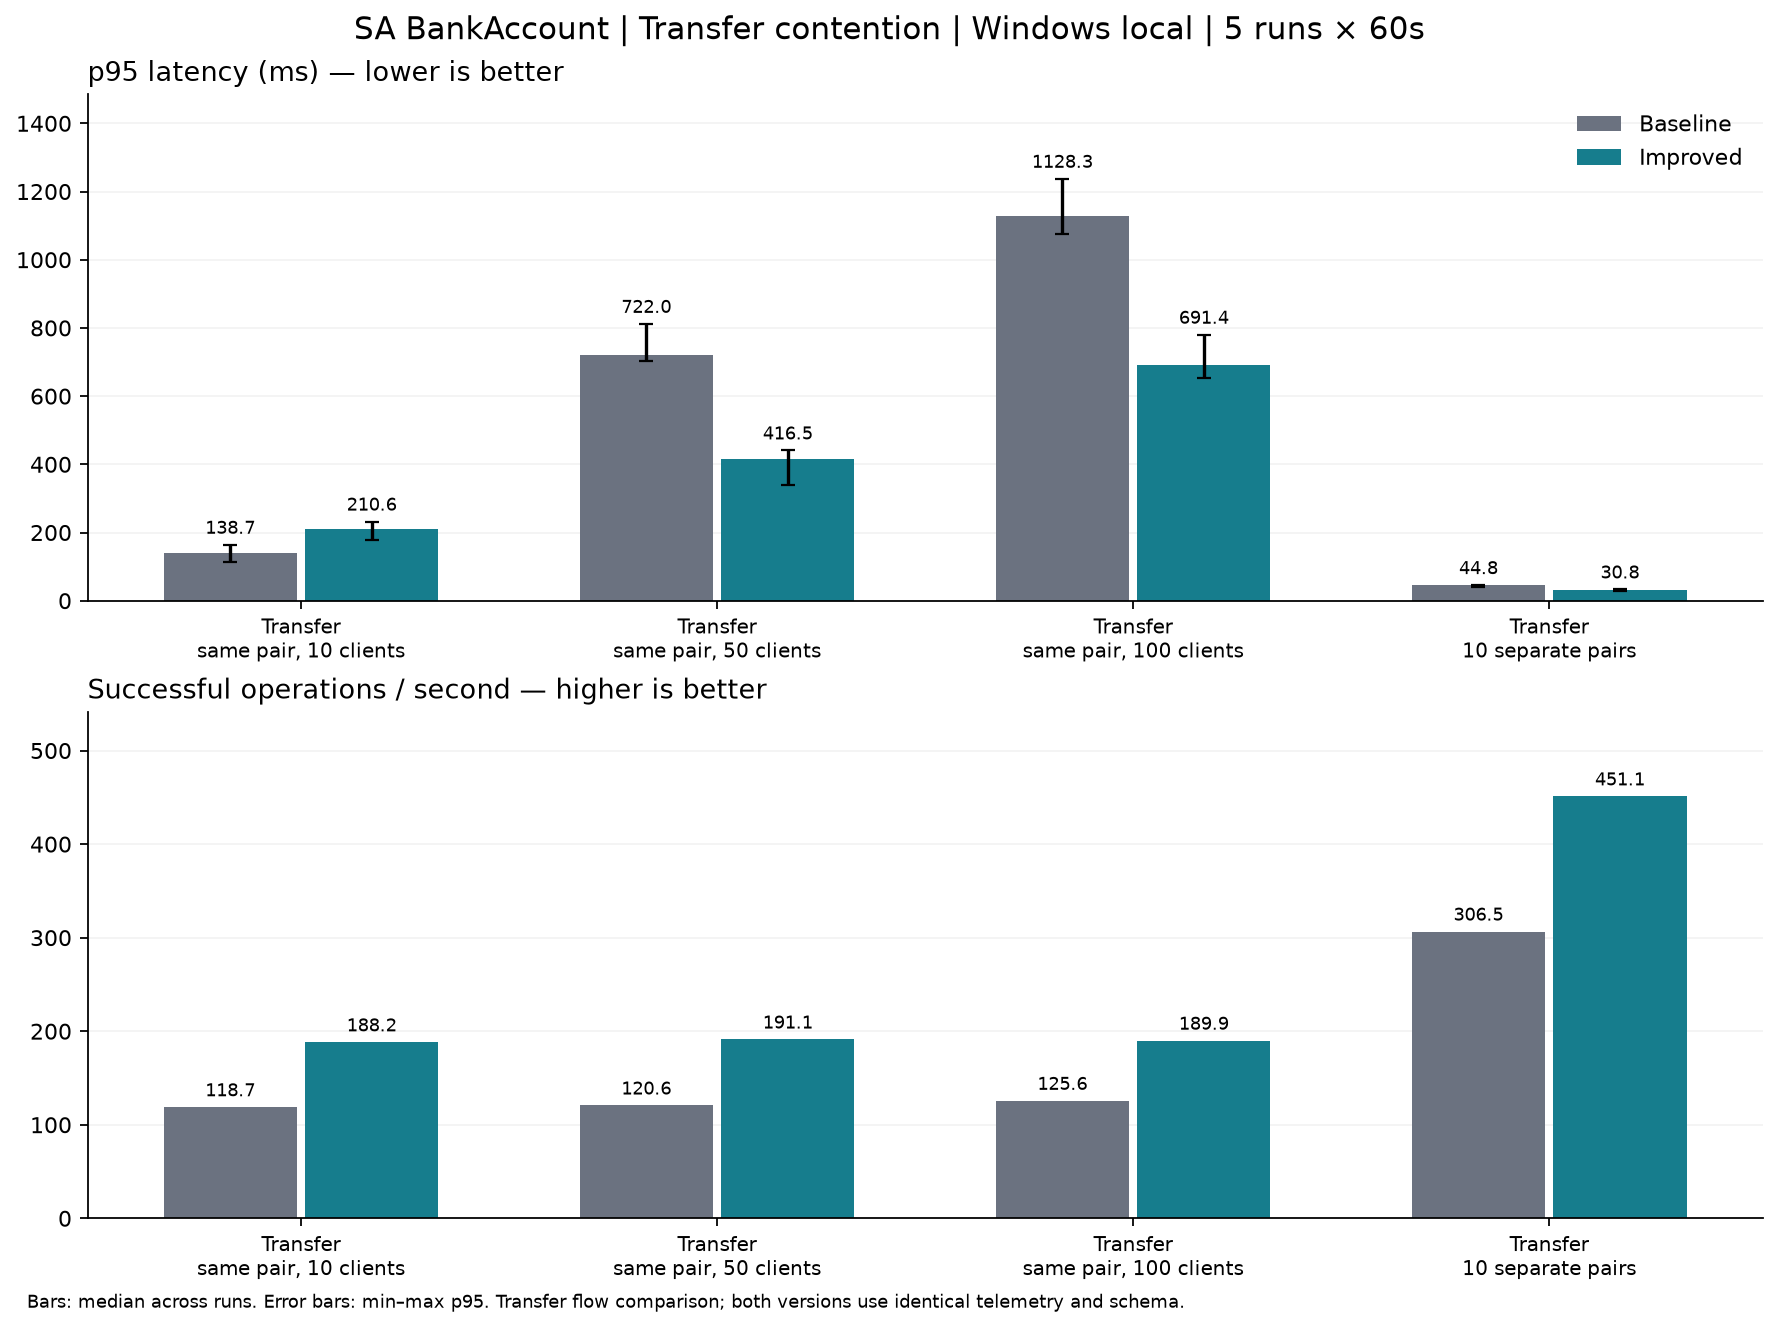 SA BankAccount | Transfer contention | Windows local | 5 runs × 60s
p95 latency (ms) — lower is better
1400
1200
1000
800
600
400
200
0
Baseline
Improved
138.7
210.6
722.0
416.5
1128.3
691.4
44.8
30.8
Transfer
same pair, 10 clients
Transfer
same pair, 50 clients
Transfer
same pair, 100 clients
Transfer
10 separate pairs
Successful operations / second — higher is better
500
400
300
200
100
0
118.7
188.2
120.6
191.1
125.6
189.9
306.5
451.1
Transfer
same pair, 10 clients
Transfer
same pair, 50 clients
Transfer
same pair, 100 clients
Transfer
10 separate pairs
Bars: median across runs. Error bars: min–max p95. Transfer flow comparison; both versions use identical telemetry and schema.